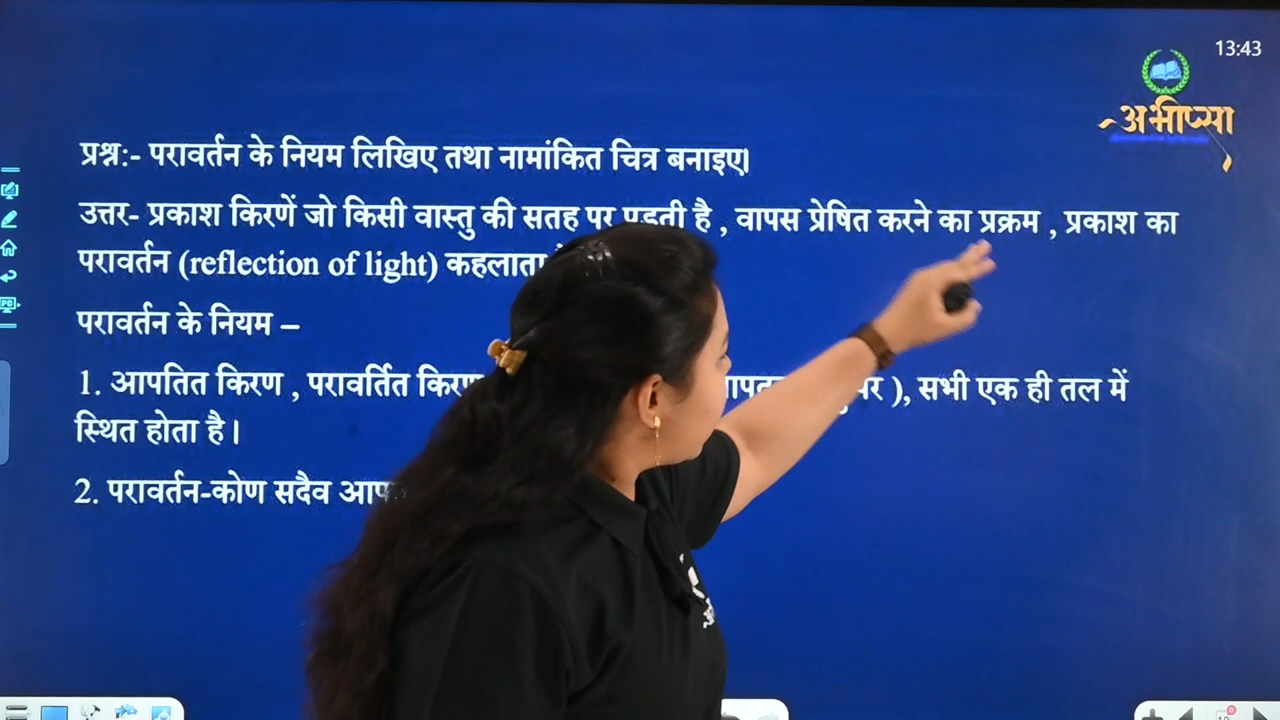 13:43
अभीप्सा
प्रश्न:- परावर्तन के नियम लिखिए तथा नामांकित चित्र बनाइए।
उत्तर- प्रकाश किरणें जो किसी वास्तु की सतह पर पड़ती है , वापस प्रेषित करने का प्रक्रम , प्रकाश का
परावर्तन (reflection of light) कहलाता
परावर्तन के नियम –
1. आपतित किरण , परावर्तित किरण ), सभी एक ही तल में
स्थित होता है ।
2. परावर्तन-कोण सदैव